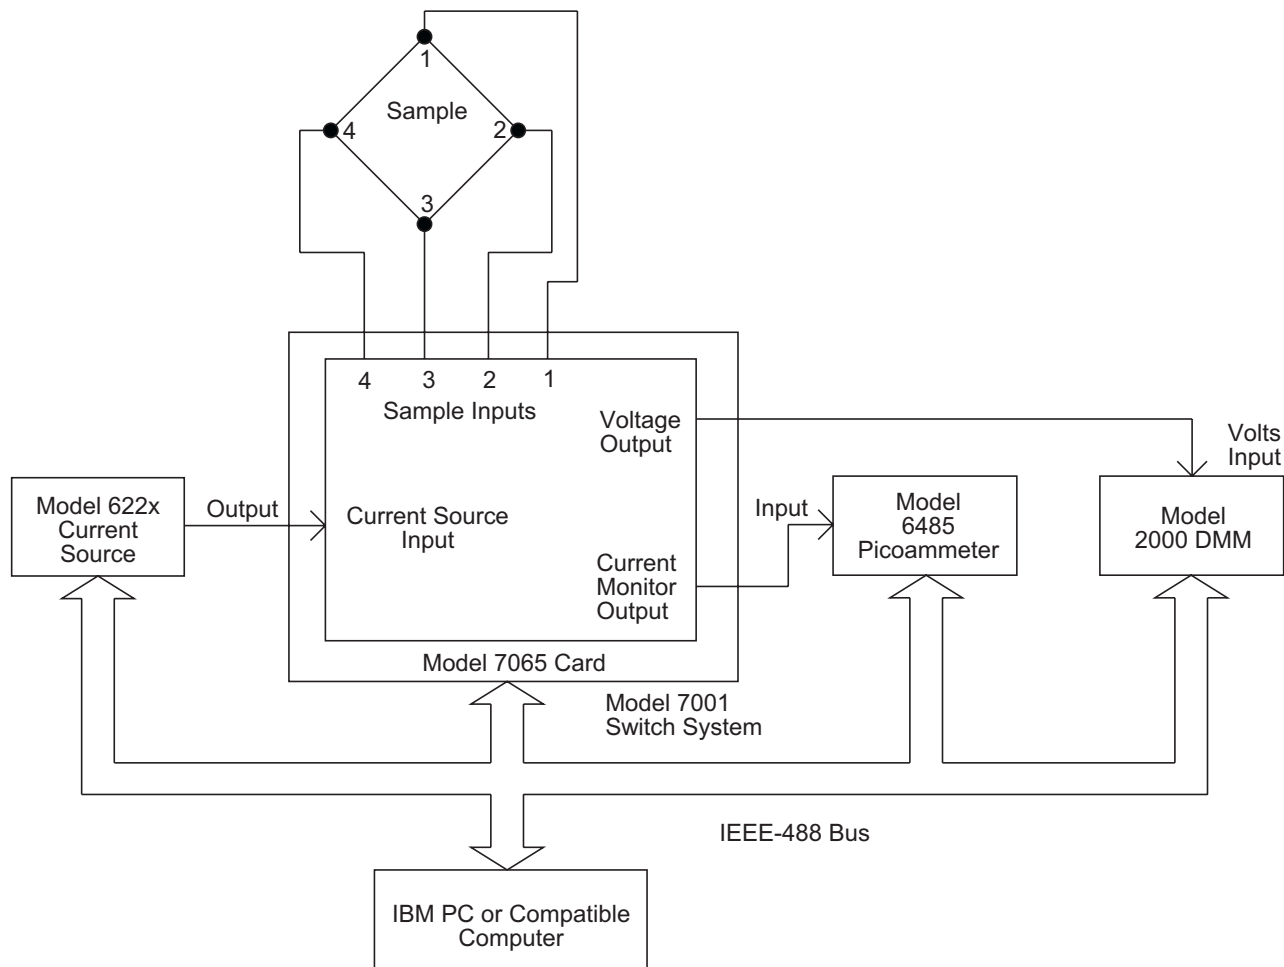 1
Sample
4
2
3
4 3 2 1
Sample Inputs
Voltage
Output
Volts
Input
Model 622x
Current
Source
Output
Current Source
Input
Input
Model
6485
Picoammeter
Model
2000 DMM
Current
Monitor
Output
Model 7065 Card
Model 7001
Switch System
IEEE-488 Bus
IBM PC or Compatible
Computer